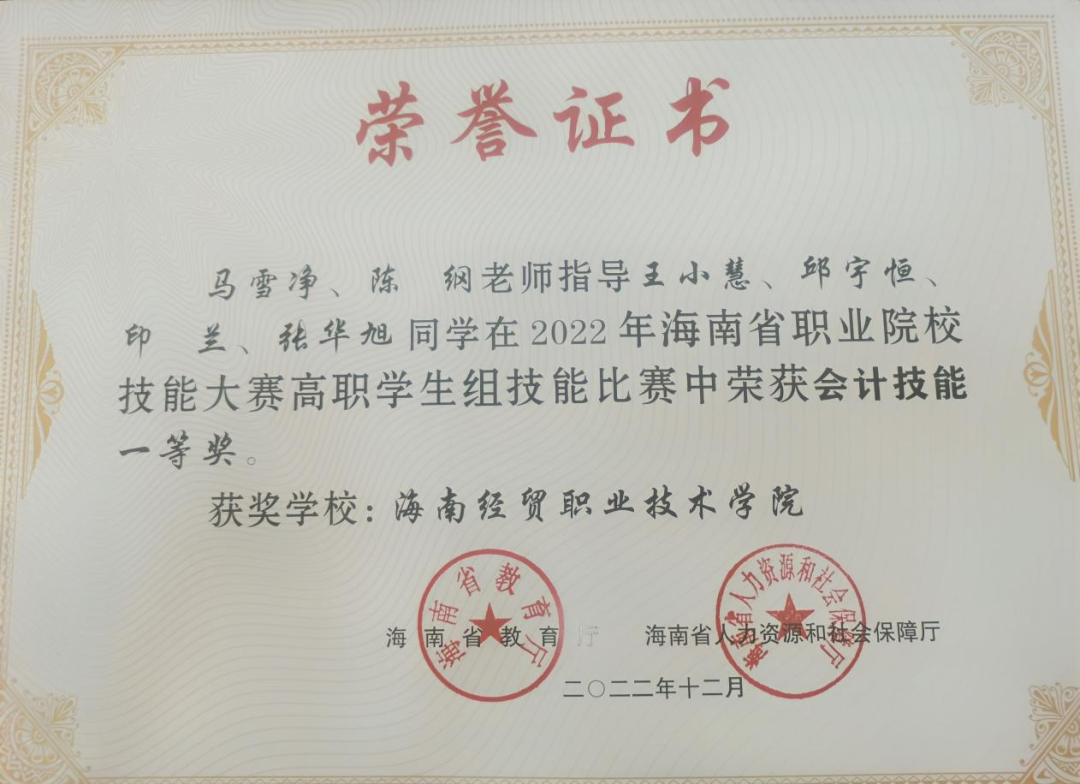 荣誉证书
马雪净、陈 纲老师指导王小慧、邱宇恒、
印 兰、张华旭同学在2022年海南省职业院校
技能大赛高职学生组技能比赛中荣获会计技能
一等奖。
获奖学校：海南经贸职业技术学院
海南省教育厅
海南省人力资源和社会保障厅
海南省教育厅
海南省人力资源和社会保障厅
二〇二二年十二月